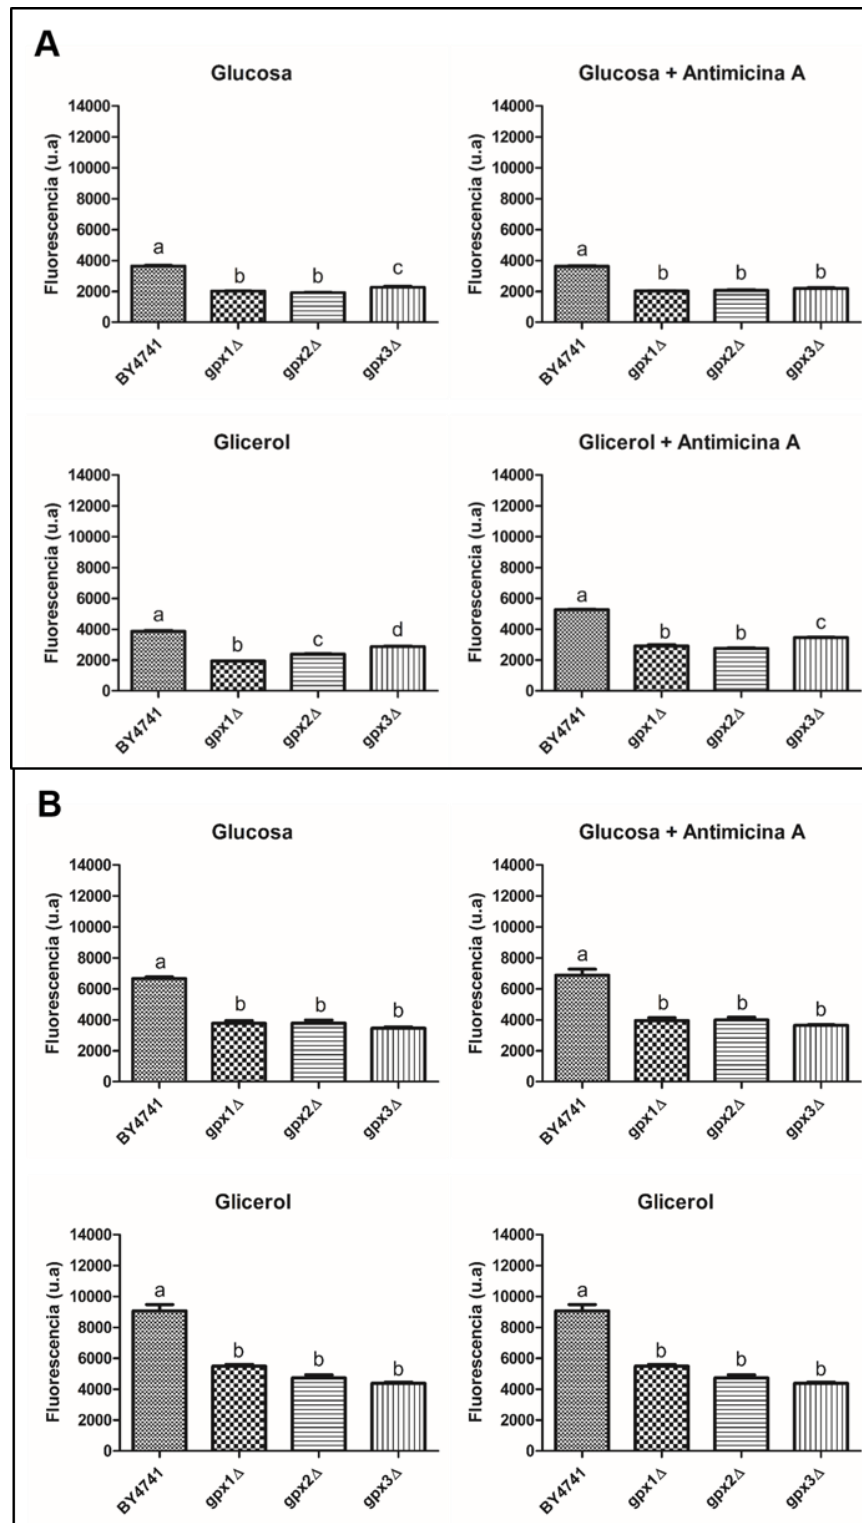 A
Glucosa
Fluorescencia (u.a)
14000
12000
10000
8000
6000
4000
2000
0
a
b
b
c
BY4741
gpx1Δ
gpx2Δ
gpx3Δ
Glucosa + Antimicina A
Fluorescencia (u.a)
14000
12000
10000
8000
6000
4000
2000
0
a
b
b
b
BY4741
gpx1Δ
gpx2Δ
gpx3Δ
Glicerol
Fluorescencia (u.a)
14000
12000
10000
8000
6000
4000
2000
0
a
b
c
d
BY4741
gpx1Δ
gpx2Δ
gpx3Δ
Glicerol + Antimicina A
Fluorescencia (u.a)
14000
12000
10000
8000
6000
4000
2000
0
a
b
b
c
BY4741
gpx1Δ
gpx2Δ
gpx3Δ
B
Glucosa
Fluorescencia (u.a)
14000
12000
10000
8000
6000
4000
2000
0
a
b
b
b
BY4741
gpx1Δ
gpx2Δ
gpx3Δ
Glucosa + Antimicina A
Fluorescencia (u.a)
14000
12000
10000
8000
6000
4000
2000
0
a
b
b
b
BY4741
gpx1Δ
gpx2Δ
gpx3Δ
Glicerol
Fluorescencia (u.a)
14000
12000
10000
8000
6000
4000
2000
0
a
b
b
b
BY4741
gpx1Δ
gpx2Δ
gpx3Δ
Glicerol
Fluorescencia (u.a)
14000
12000
10000
8000
6000
4000
2000
0
a
b
b
b
BY4741
gpx1Δ
gpx2Δ
gpx3Δ